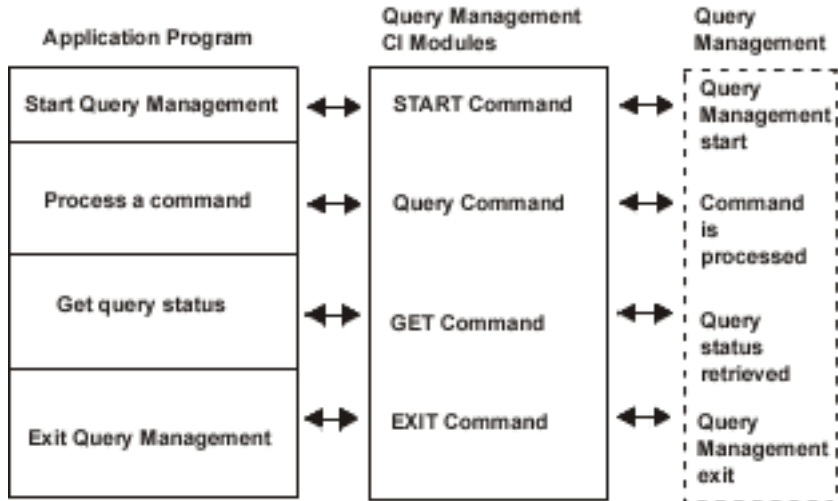 Application Program
Query Management
CI Modules
Query
Management
Start Query Management
START Command
Query
Management
start
Process a command
Query Command
Command
is
processed
Get query status
GET Command
Query
status
retrieved
Exit Query Management
EXIT Command
Query
Management
exit